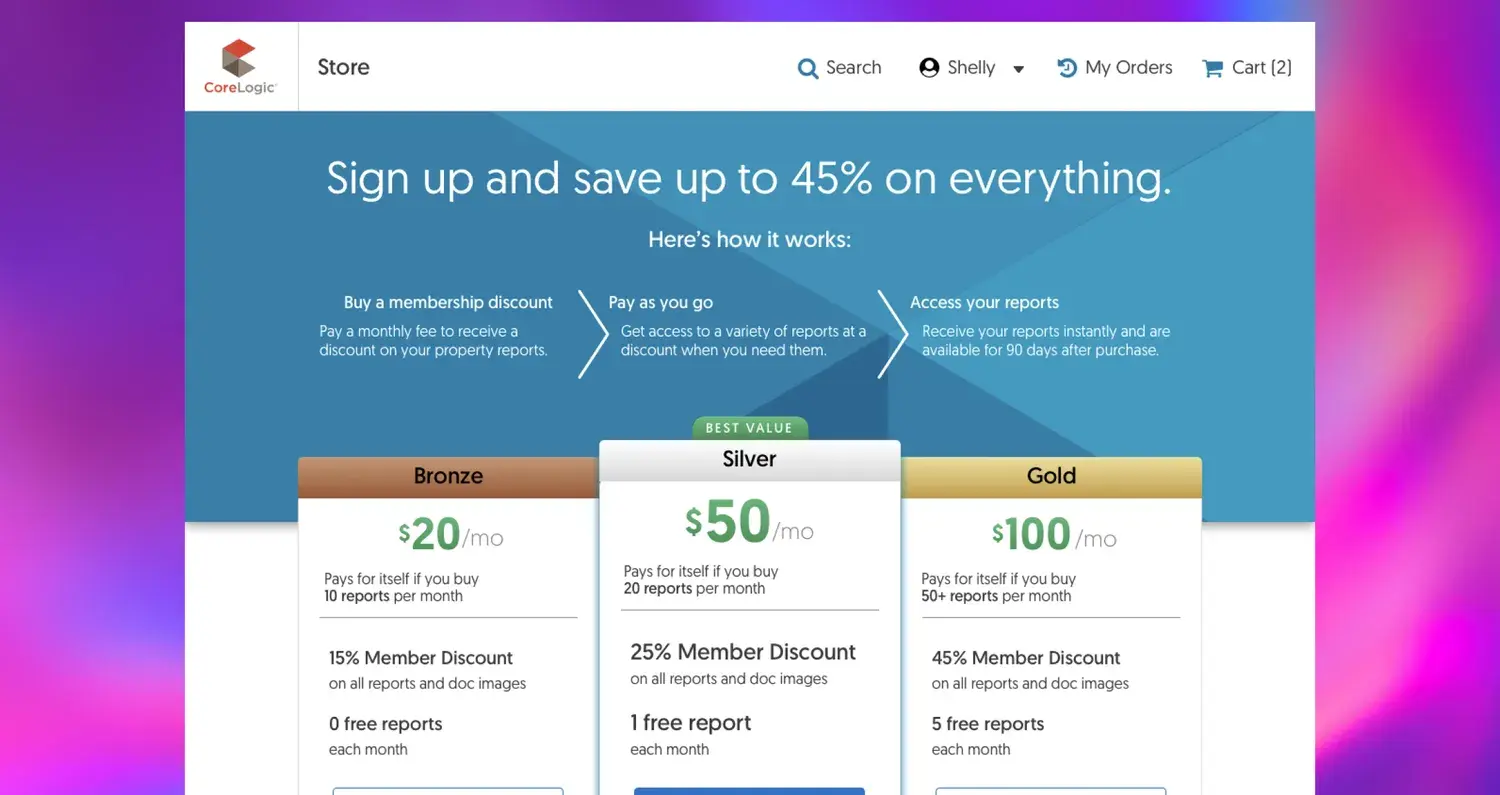 CoreLogic
Store
Search
Shelly
My Orders
Cart (2)
Sign up and save up to 45% on everything.
Here’s how it works:
Buy a membership discount
Pay a monthly fee to receive a
discount on your property reports.
Pay as you go
Get access to a variety of reports at a
discount when you need them.
Access your reports
Receive your reports instantly and are
available for 90 days after purchase.
Bronze
$20/mo
Pays for itself if you buy
10 reports per month
15% Member Discount
on all reports and doc images
0 free reports
each month
BEST VALUE
Silver
$50/mo
Pays for itself if you buy
20 reports per month
25% Member Discount
on all reports and doc images
1 free report
each month
Gold
$100/mo
Pays for itself if you buy
50+ reports per month
45% Member Discount
on all reports and doc images
5 free reports
each month